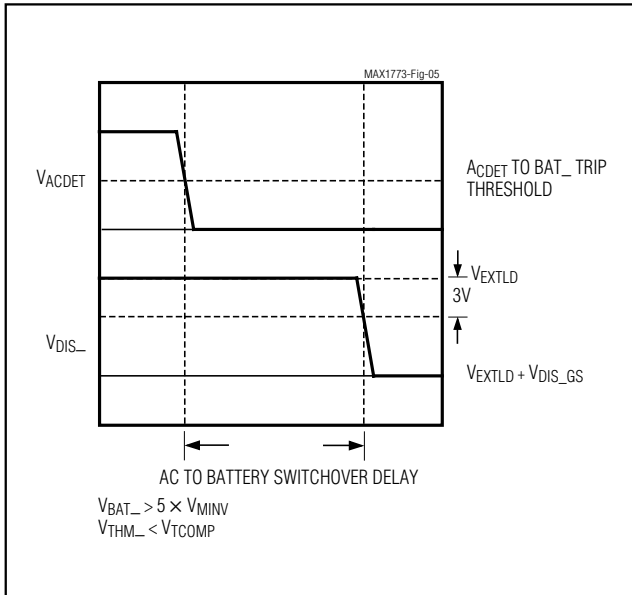 MAX1773-Fig-05
VACDET
ACDET TO BAT_ TRIP
THRESHOLD
VEXTLD
3V
VDIS_
VEXTLD + VDIS_GS
AC TO BATTERY SWITCHOVER DELAY
VBAT_ > 5 × VMINV
VTHM_ < VTCOMP